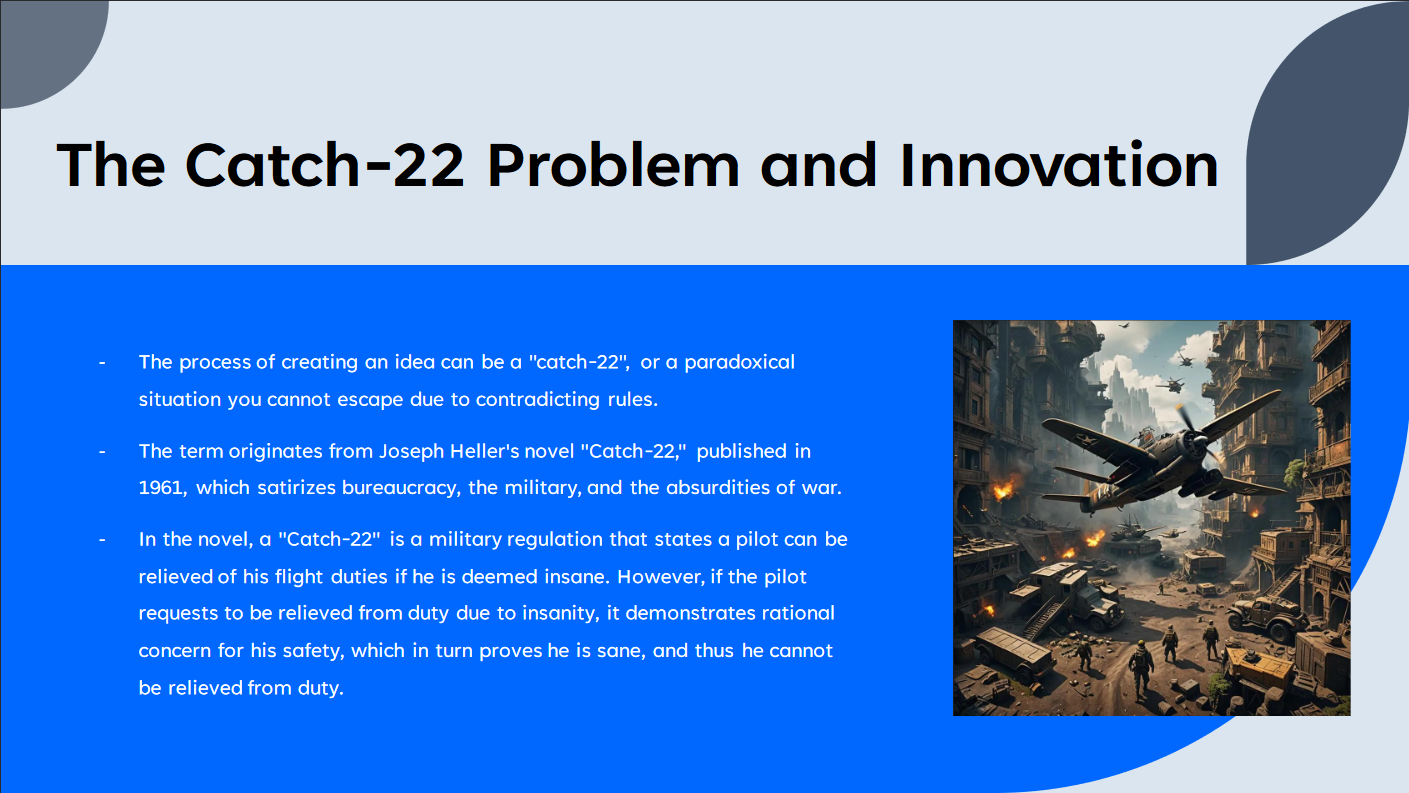 The Catch-22 Problem and Innovation
- The process of creating an idea can be a "catch-22", or a paradoxical
situation you cannot escape due to contradicting rules.
- The term originates from Joseph Heller's novel "Catch-22," published in
1961, which satirizes bureaucracy, the military, and the absurdities of war.
- In the novel, a "Catch-22" is a military regulation that states a pilot can be
relieved of his flight duties if he is deemed insane. However, if the pilot
requests to be relieved from duty due to insanity, it demonstrates rational
concern for his safety, which in turn proves he is sane, and thus he cannot
be relieved from duty.